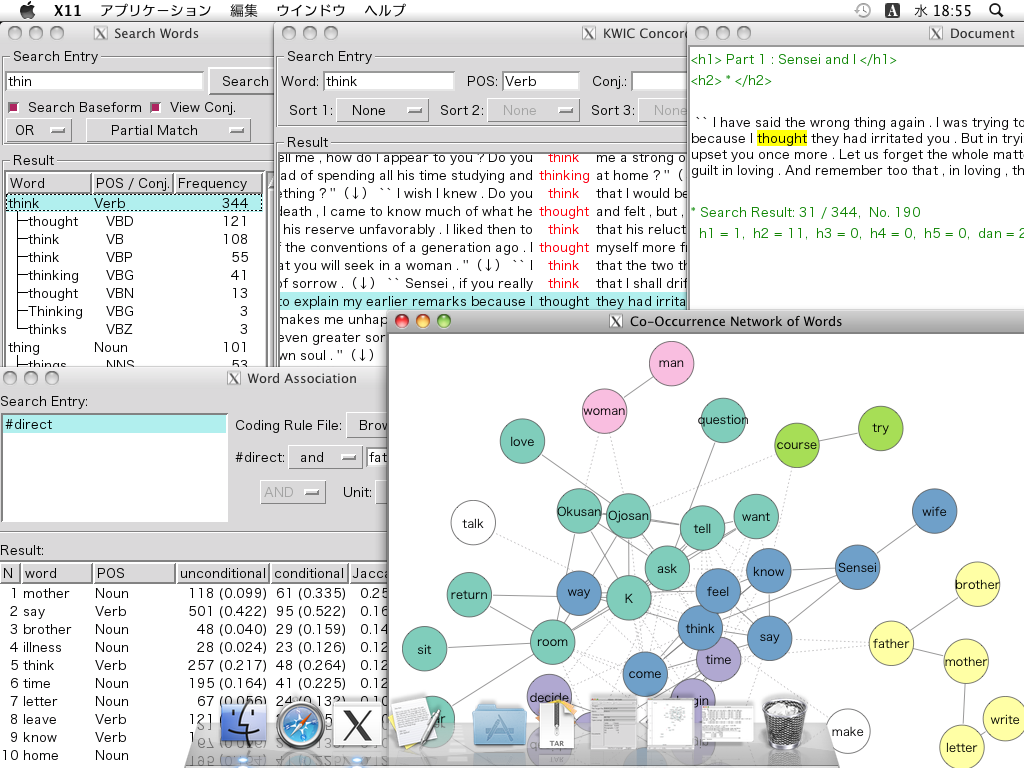 X11 アプリケーション 編集 ウインドウ ヘルプ
A 水 18:55
Search Words
Search Entry
thin
Search
Search Baseform View Conj.
OR Partial Match
Result
Word POS / Conj. Frequency
think Verb 344
thought VBD 121
think VB 108
think VBP 55
thinking VBG 41
thought VBN 13
Thinking VBG 3
thinks VBZ 3
thing Noun 101
things NNS 53
KWIC Concor
Search Entry
Word: think POS: Verb Conj.:
Sort 1: None Sort 2: None Sort 3: None
Result
ell me , how do I appear to you ? Do you think me a strong o
ad of spending all his time studying and thinking at home ? " (
ething ? " (↓) `` I wish I knew . Do you think that I would be
death , I came to know much of what he thought and felt , but ,
his reserve unfavorably . I liked then to think that his reluct
f the conventions of a generation ago . I thought myself more fr
at you will seek in a woman . " (↓) `` I think that the two th
of sorrow . (↓) `` Sensei , if you really think that I shall drif
to explain my earlier remarks because I thought they had irrita
makes me unhap
even greater sor
wn soul . " (↓)
Document
<h1> Part 1 : Sensei and I </h1>
<h2> * </h2>
`` I have said the wrong thing again . I was trying to
because I thought they had irritated you . But in tryi
upset you once more . Let us forget the whole matt
guilt in loving . And remember too that , in loving , th
* Search Result: 31 / 344, No. 190
h1 = 1, h2 = 11, h3 = 0, h4 = 0, h5 = 0, dan = 2
Word Association
Search Entry:
#direct
Coding Rule File: Brow
#direct: and fat
AND Unit:
Result:
N word POS unconditional conditional Jacca
1 mother Noun 118 (0.099) 61 (0.335) 0.25
2 say Verb 501 (0.422) 95 (0.522) 0.16
3 brother Noun 48 (0.040) 29 (0.159) 0.14
4 illness Noun 28 (0.024) 23 (0.126) 0.12
5 think Verb 257 (0.217) 48 (0.264) 0.12
6 time Noun 195 (0.164) 41 (0.225) 0.12
7 letter Noun 67 (0.056) 24 (0.132)
8 leave Verb 121
9 know Verb
10 home Noun
Co-Occurrence Network of Words
man
woman
question
love
course
try
talk
Okusan
Ojosan
tell
want
wife
ask
know
Sensei
return
way
K
feel
brother
sit
room
think
say
father
time
mother
come
decide
make
write
letter
TAR